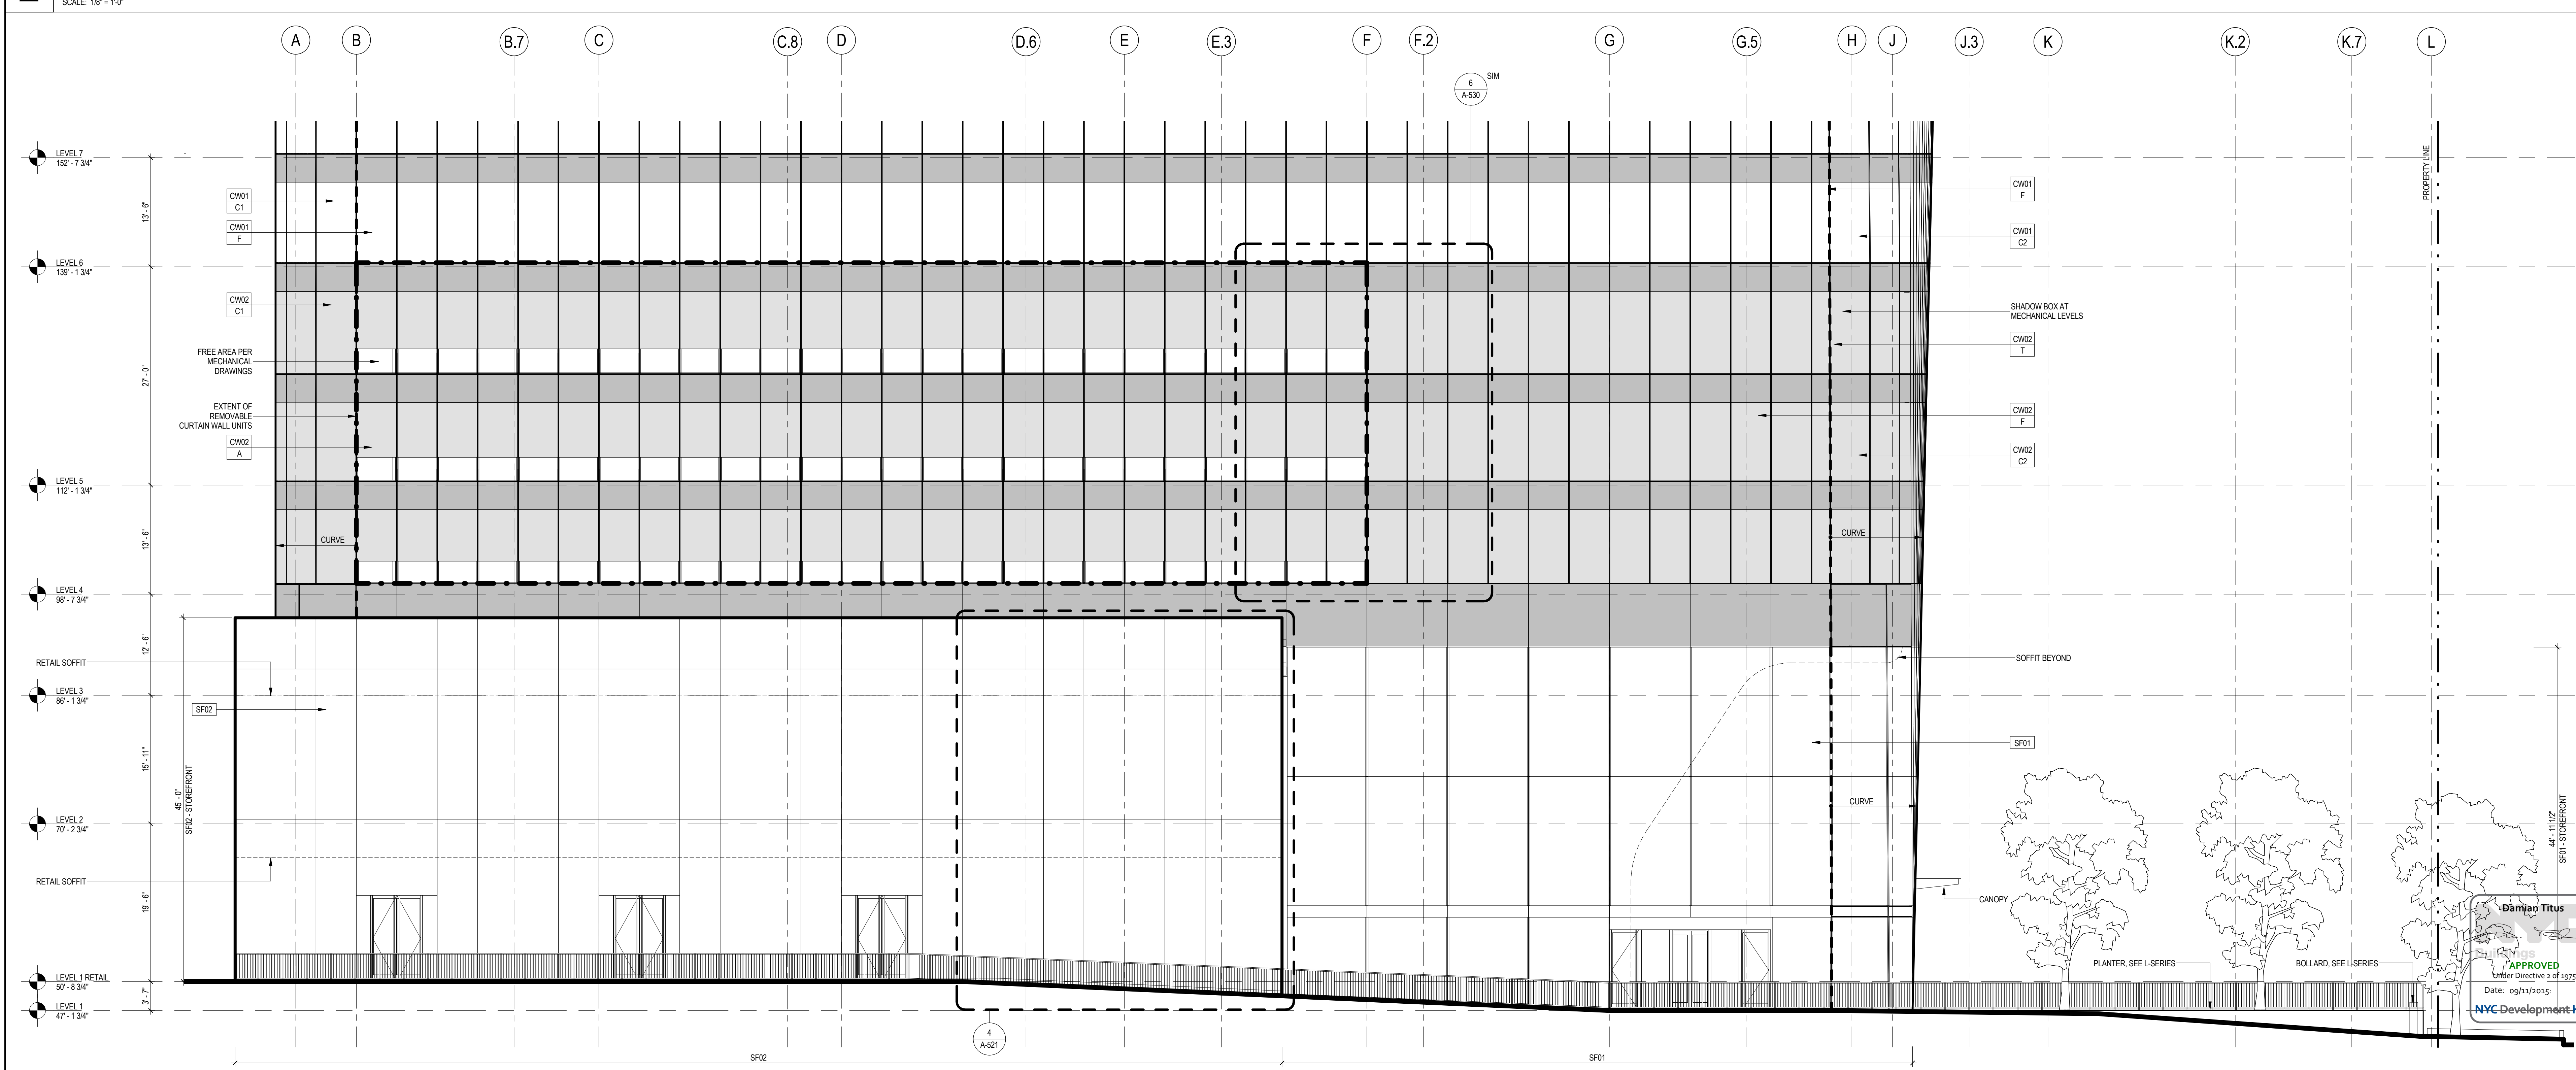 SCALE: 1/8" = 1'-0"
A
B
B.7
C
C.8
D
D.6
E
E.3
F
F.2
G
G.5
H
J
J.3
K
K.2
K.7
L
6
A-530
SIM
LEVEL 7
152' - 7 3/4"
13' - 6"
CW01
C1
CW01
F
LEVEL 6
139' - 1 3/4"
CW02
C1
FREE AREA PER
MECHANICAL
DRAWINGS
27' - 0"
EXTENT OF
REMOVABLE
CURTAIN WALL UNITS
CW02
A
LEVEL 5
112' - 1 3/4"
13' - 6"
CURVE
LEVEL 4
98' - 7 3/4"
12' - 6"
RETAIL SOFFIT
LEVEL 3
86' - 1 3/4"
SF02
15' - 11"
45' - 0"
SF02 - STOREFRONT
LEVEL 2
70' - 2 3/4"
RETAIL SOFFIT
19' - 6"
LEVEL 1 RETAIL
50' - 8 3/4"
3' - 7"
LEVEL 1
47' - 1 3/4"
4
A-521
SF02
SF01
CW01
F
CW01
C2
SHADOW BOX AT
MECHANICAL LEVELS
CW02
T
CW02
F
CW02
C2
CURVE
SOFFIT BEYOND
SF01
CURVE
CANOPY
PROPERTY LINE
44' - 11 1/2"
SF01 - STOREFRONT
PLANTER, SEE L-SERIES
BOLLARD, SEE L-SERIES
Damian Titus
Buildings
APPROVED
Under Directive 2 of 1975
Date: 09/11/2015:
NYC Development H